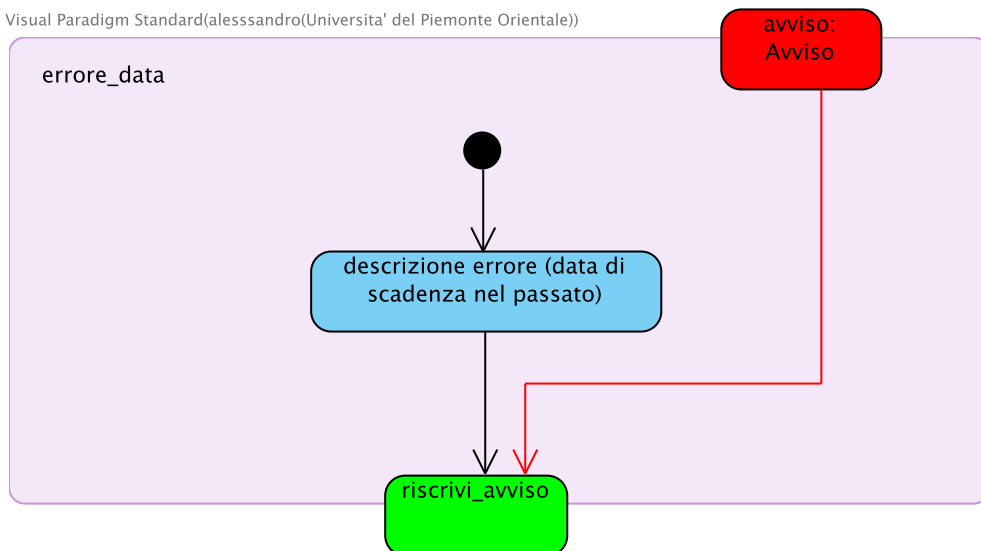 Visual Paradigm Standard(alesssandro(Universita' del Piemonte Orientale))
avviso:
Avviso
errore_data
descrizione errore (data di
scadenza nel passato)
riscrivi_avviso